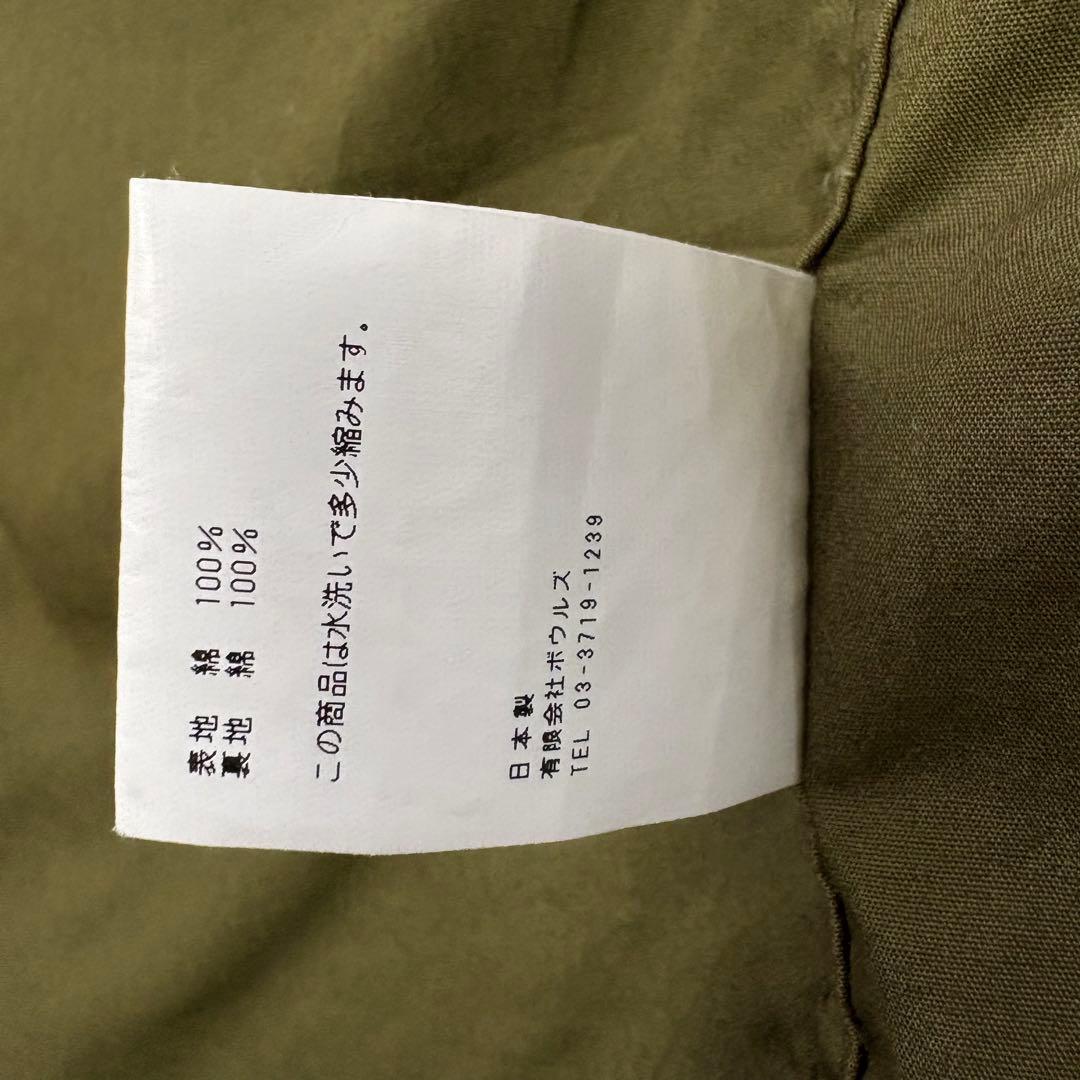 表地 綿 100%
裏地 綿 100%
この商品は水洗いで多少縮みます。
日本製
有限会社ボウルズ
TEL 03-3719-1239